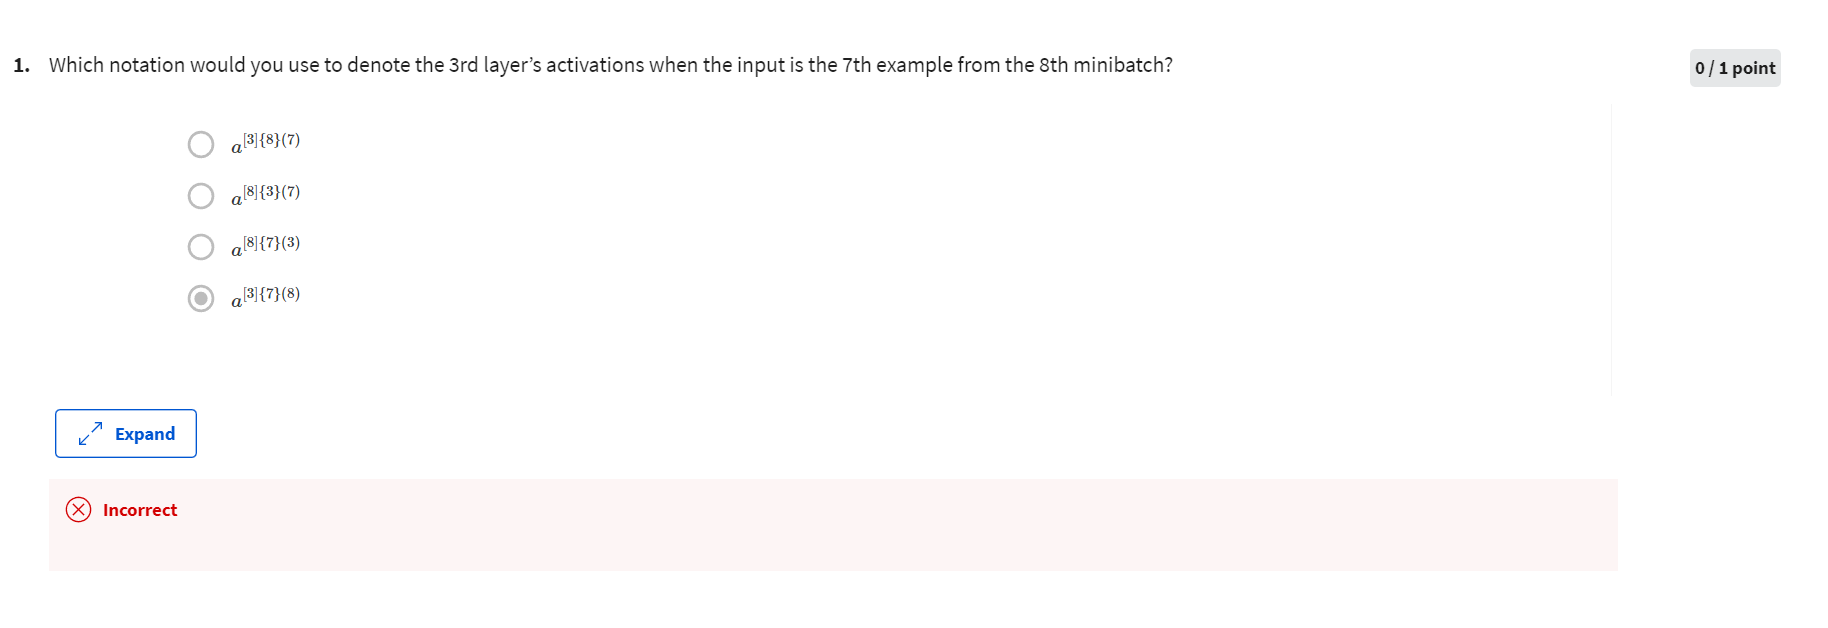 1. Which notation would you use to denote the 3rd layer’s activations when the input is the 7th example from the 8th minibatch?
0 / 1 point
a[3]{8}(7)
a[8]{3}(7)
a[8]{7}(3)
a[3]{7}(8)
Expand
Incorrect